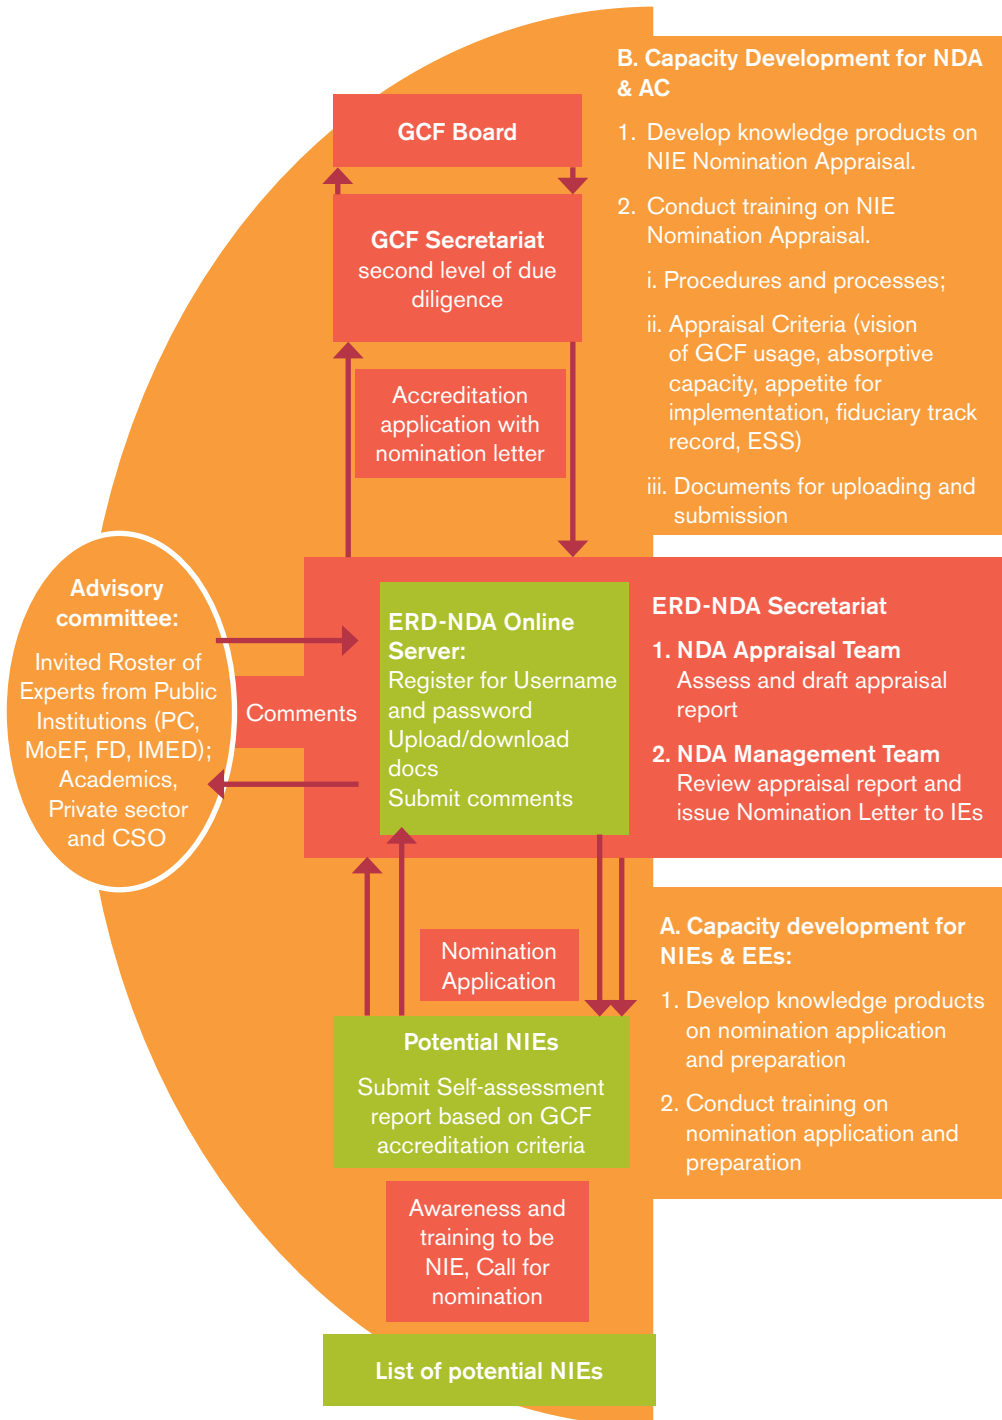 B. Capacity Development for NDA
& AC
1. Develop knowledge products on
NIE Nomination Appraisal.
2. Conduct training on NIE
Nomination Appraisal.
i. Procedures and processes;
ii. Appraisal Criteria (vision
of GCF usage, absorptive
capacity, appetite for
implementation, fiduciary track
record, ESS)
iii. Documents for uploading and
submission
GCF Board
GCF Secretariat
second level of due
diligence
Accreditation
application with
nomination letter
Advisory
committee:
Invited Roster of
Experts from Public
Institutions (PC,
MoEF, FD, IMED);
Academics,
Private sector
and CSO
Comments
ERD-NDA Online
Server:
Register for Username
and password
Upload/download
docs
Submit comments
ERD-NDA Secretariat
1. NDA Appraisal Team
Assess and draft appraisal
report
2. NDA Management Team
Review appraisal report and
issue Nomination Letter to IEs
Nomination
Application
A. Capacity development for
NIEs & EEs:
1. Develop knowledge products
on nomination application
and preparation
2. Conduct training on
nomination application and
preparation
Potential NIEs
Submit Self-assessment
report based on GCF
accreditation criteria
Awareness and
training to be
NIE, Call for
nomination
List of potential NIEs